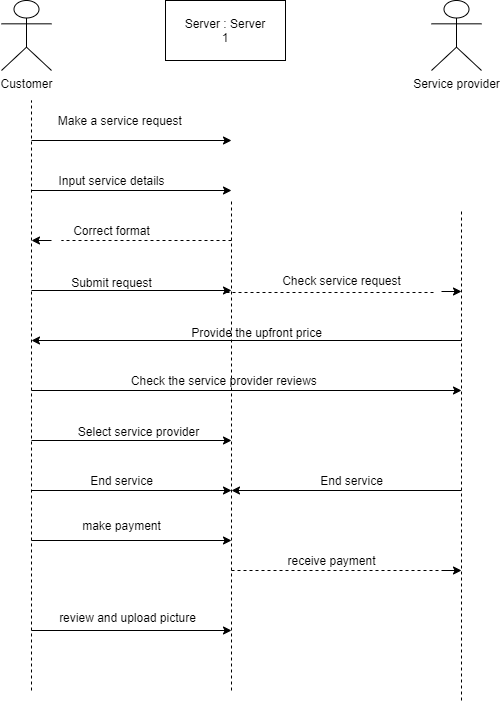 Server : Server
1
Customer
Service provider
Make a service request
Input service details
Correct format
Submit request
Check service request
Provide the upfront price
Check the service provider reviews
Select service provider
End service
End service
make payment
receive payment
review and upload picture